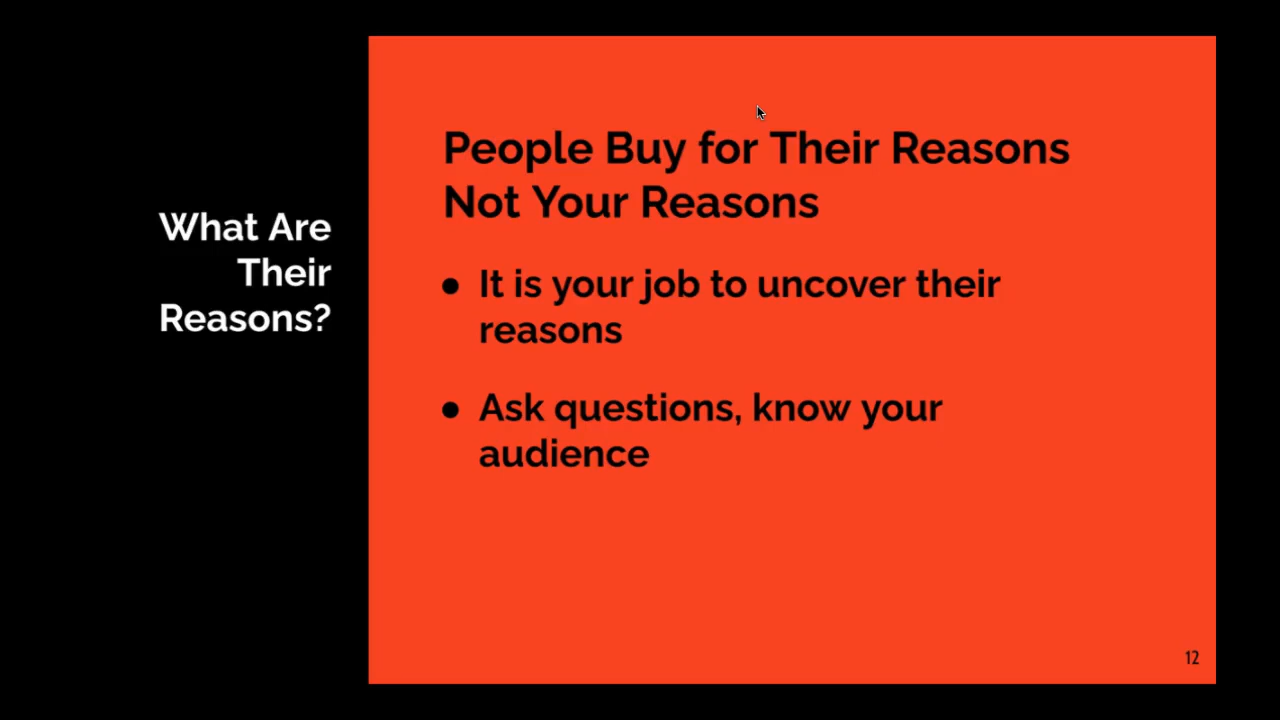 What Are
Their
Reasons?
People Buy for Their Reasons
Not Your Reasons
● It is your job to uncover their
reasons
● Ask questions, know your
audience
12